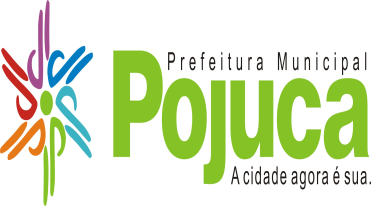 Prefeitura Municipal
Pojuca
A cidade agora é sua.